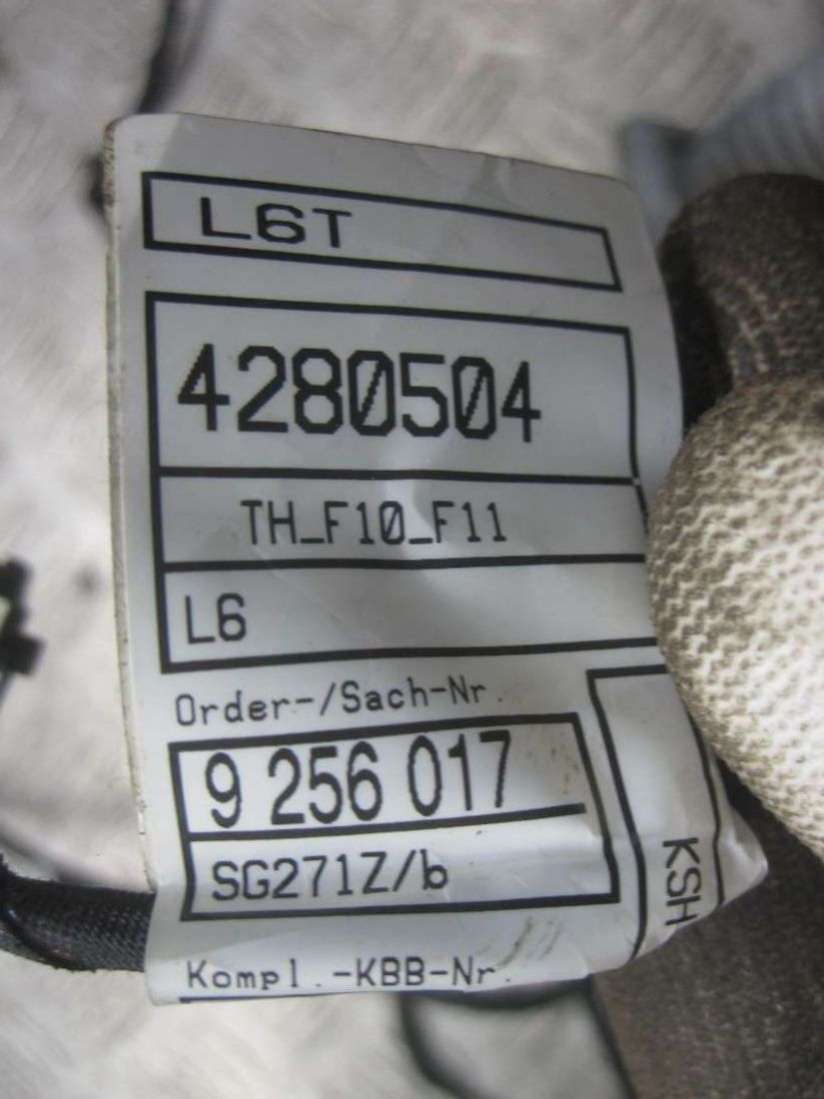 L6T
4280504
TH_F10_F11
L6
Order-/Sach-Nr.
9 256 017
SG271Z/b
KSH
Kompl.-KBB-Nr.